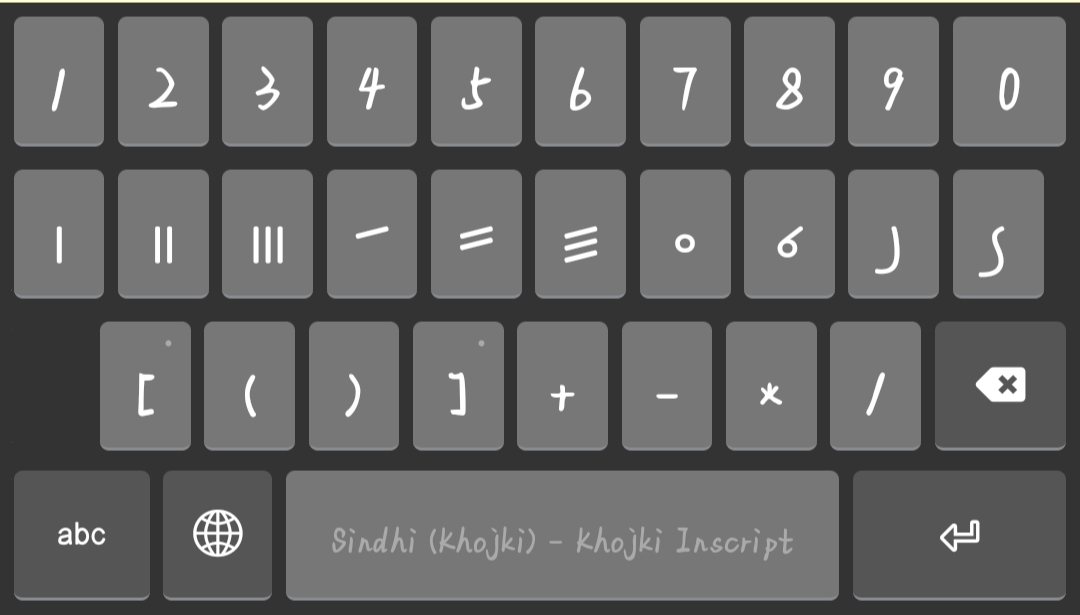 1 2 3 4 5 6 7 8 9 0
꠰ ꠱ ꠲ ꠳ ꠴ ꠵ ꠶ ꠷ ꠸ ꠹
[ ( ) ] + - * /
abc Sindhi (Khojki) - Khojki Inscript